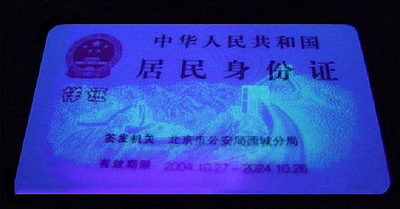 中华人民共和国
居民身份证
样证
签发机关 北京市公安局西城分局
有效期限 2004.10.27-2024.10.26